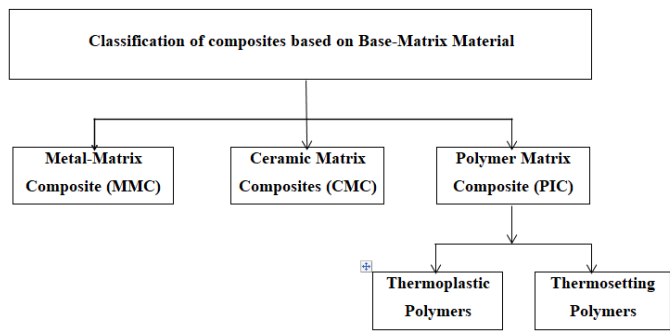 Classification of composites based on Base-Matrix Material
Metal-Matrix
Composite (MMC)
Ceramic Matrix
Composites (CMC)
Polymer Matrix
Composite (PIC)
Thermoplastic
Polymers
Thermosetting
Polymers